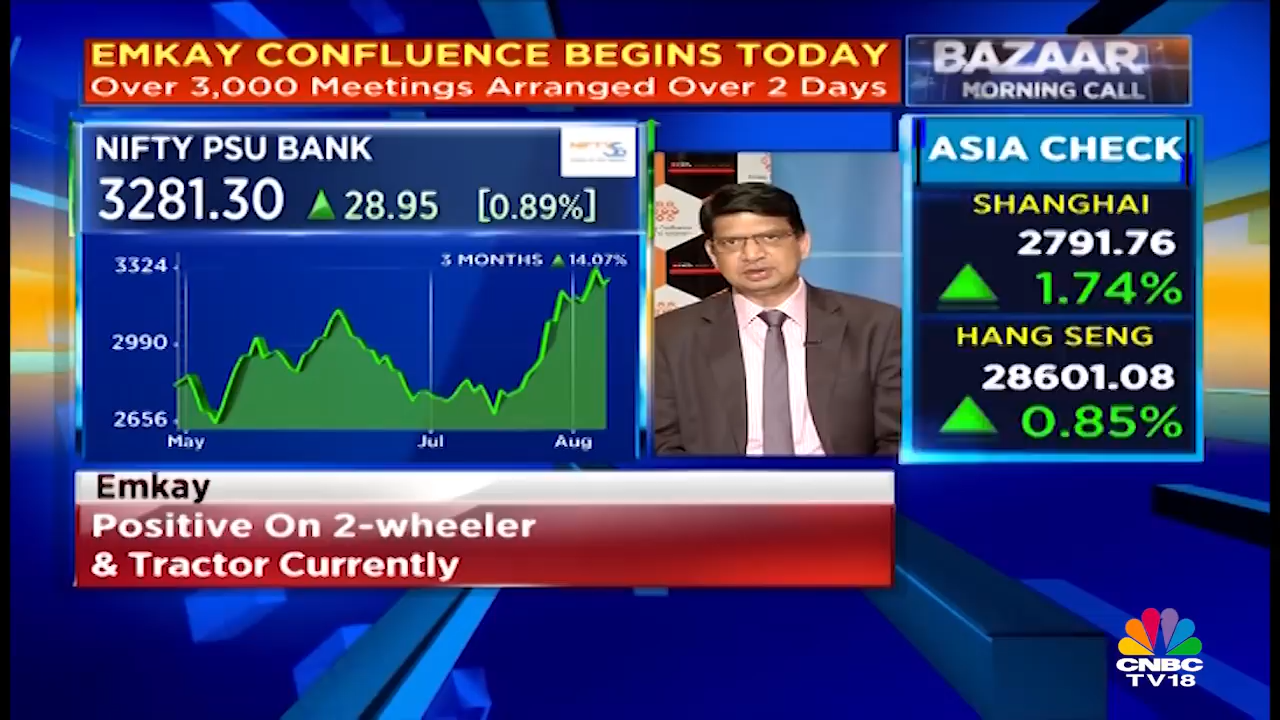 EMKAY CONFLUENCE BEGINS TODAY
Over 3,000 Meetings Arranged Over 2 Days
BAZAAR
MORNING CALL
NIFTY PSU BANK
3281.30 ▲ 28.95 [0.89%]
3 MONTHS ▲ 14.07%
3324
2990
2656
May Jul Aug
ASIA CHECK
SHANGHAI
2791.76
1.74%
HANG SENG
28601.08
0.85%
Emkay
Positive On 2-wheeler
& Tractor Currently
CNBC
TV18